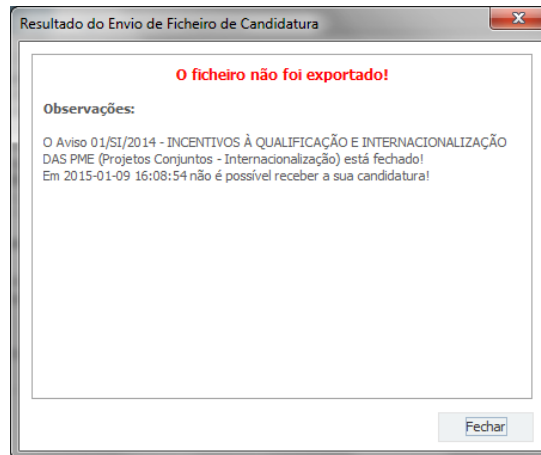 Resultado do Envio de Ficheiro de Candidatura
O ficheiro não foi exportado!
Observações:
O Aviso 01/SI/2014 - INCENTIVOS À QUALIFICAÇÃO E INTERNACIONALIZAÇÃO
DAS PME (Projetos Conjuntos - Internacionalização) está fechado!
Em 2015-01-09 16:08:54 não é possível receber a sua candidatura!
Fechar